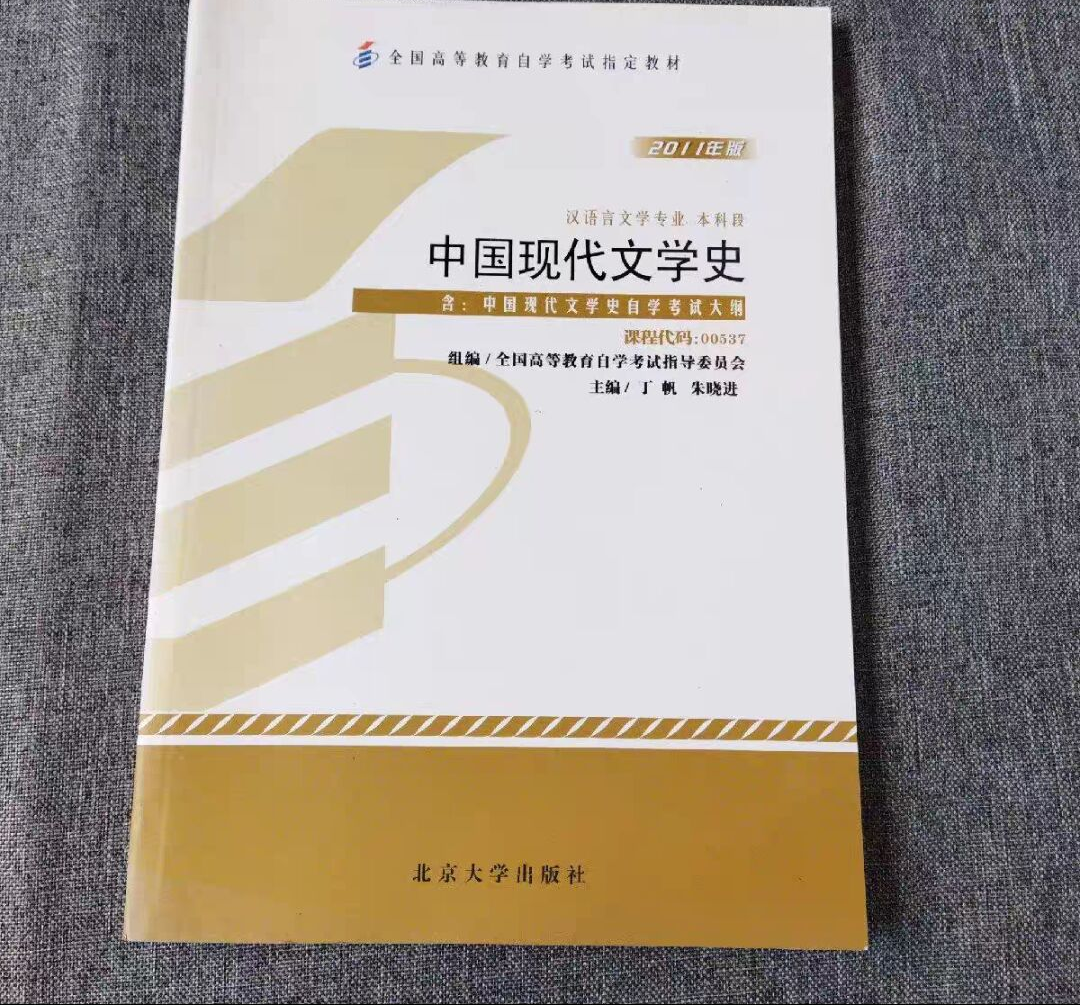 全国高等教育自学考试指定教材
2011年版
汉语言文学专业 本科段
中国现代文学史
含：中国现代文学史自学考试大纲
课程代码:00537
组编/全国高等教育自学考试指导委员会
主编/丁 帆 朱晓进
北京大学出版社